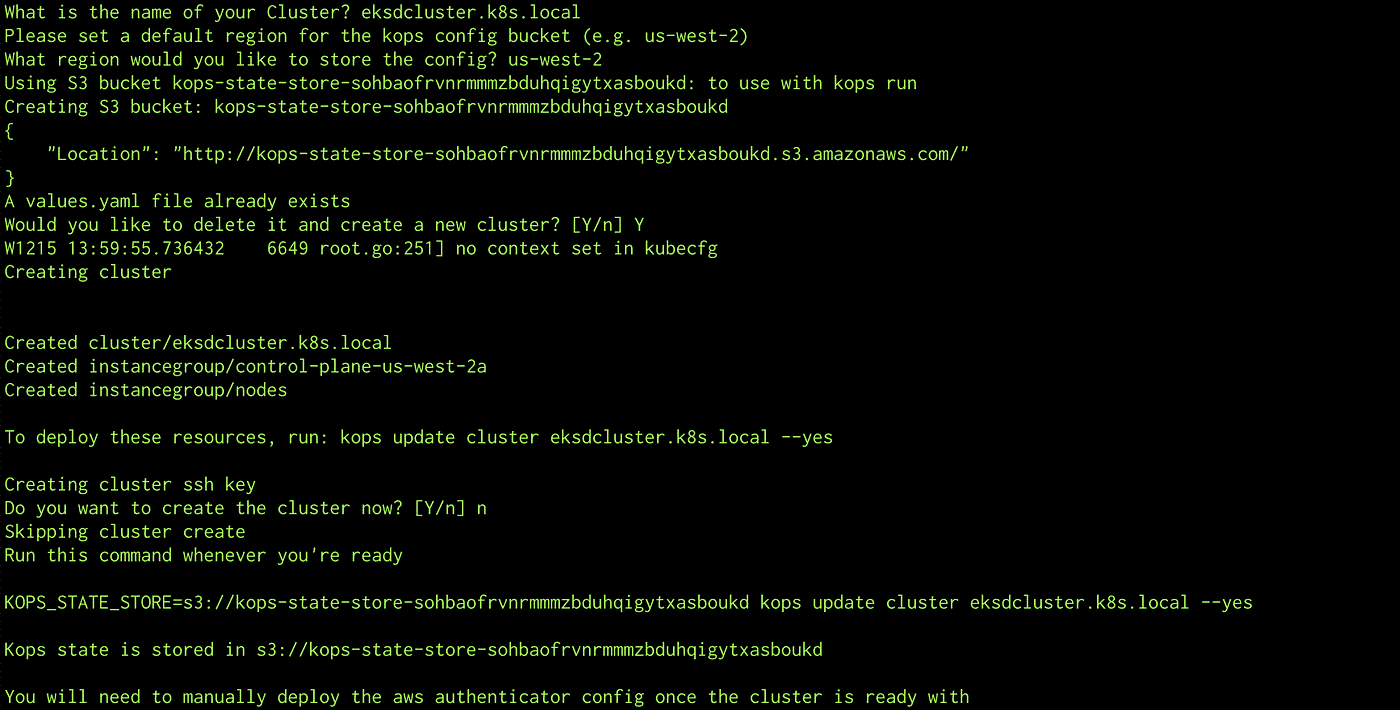 What is the name of your Cluster? eksdcluster.k8s.local
Please set a default region for the kops config bucket (e.g. us-west-2)
What region would you like to store the config? us-west-2
Using S3 bucket kops-state-store-sohbaofrvnrmmmzbduhqigytxasboukd: to use with kops run
Creating S3 bucket: kops-state-store-sohbaofrvnrmmmzbduhqigytxasboukd
{
    "Location": "http://kops-state-store-sohbaofrvnrmmmzbduhqigytxasboukd.s3.amazonaws.com/"
}
A values.yaml file already exists
Would you like to delete it and create a new cluster? [Y/n] Y
W1215 13:59:55.736432    6649 root.go:251] no context set in kubecfg
Creating cluster
Created cluster/eksdcluster.k8s.local
Created instancegroup/control-plane-us-west-2a
Created instancegroup/nodes
To deploy these resources, run: kops update cluster eksdcluster.k8s.local --yes
Creating cluster ssh key
Do you want to create the cluster now? [Y/n] n
Skipping cluster create
Run this command whenever you're ready
KOPS_STATE_STORE=s3://kops-state-store-sohbaofrvnrmmmzbduhqigytxasboukd kops update cluster eksdcluster.k8s.local --yes
Kops state is stored in s3://kops-state-store-sohbaofrvnrmmmzbduhqigytxasboukd
You will need to manually deploy the aws authenticator config once the cluster is ready with